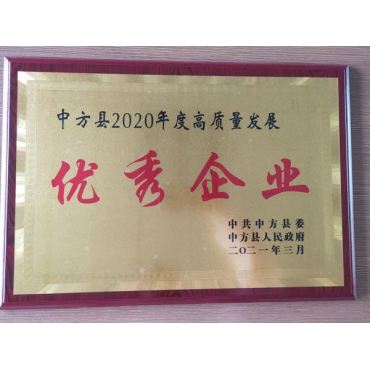 中方县2020年度高质量发展
优秀企业
中共中方县委
中方县人民政府
二〇二一年三月